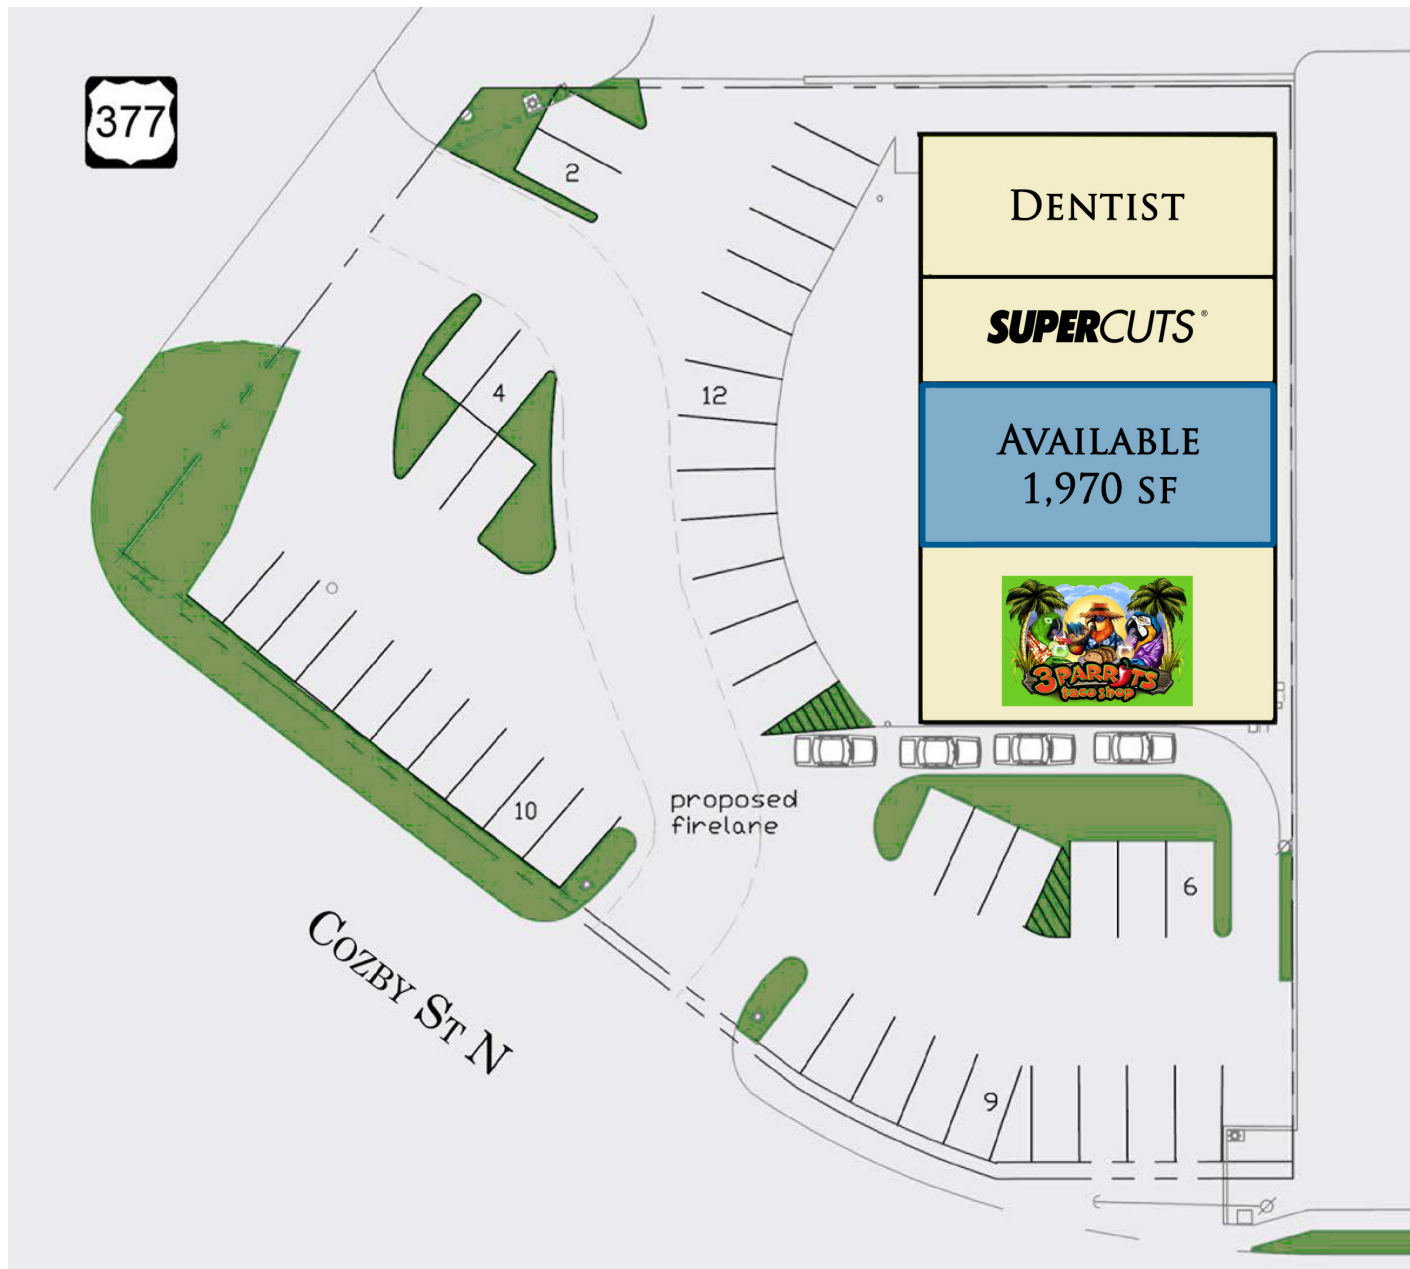 377
2
DENTIST
SUPERCUTS®
4
12
AVAILABLE
1,970 SF
3 PARROTS
taco shop
10
proposed
firelane
6
COZBY ST N
9